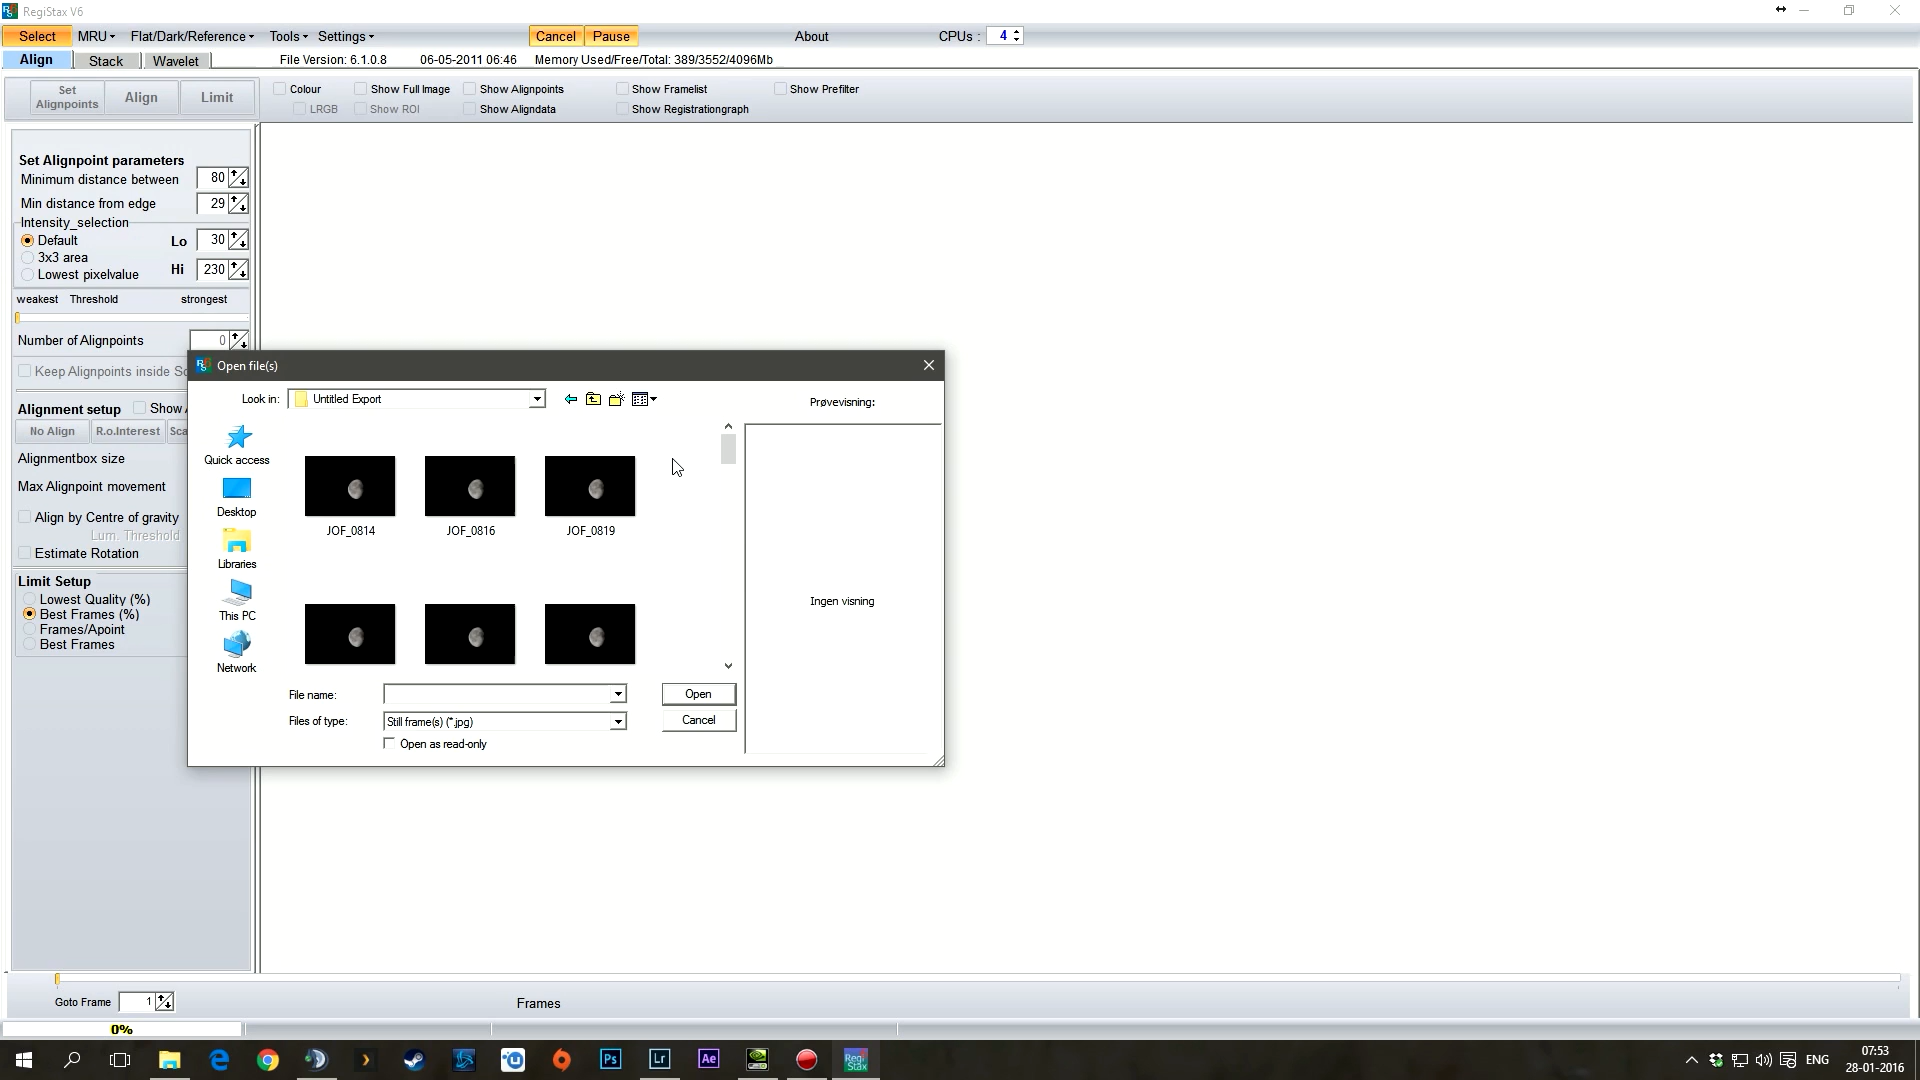 RegiStax V6
Select MRU Flat/Dark/Reference Tools Settings Cancel Pause About CPUs : 4
Align Stack Wavelet File Version: 6.1.0.8 06-05-2011 06:46 Memory Used/Free/Total: 389/3552/4096Mb
Set Alignpoints Align Limit
Colour Show Full Image Show Alignpoints Show Framelist Show Prefilter
LRGB Show ROI Show Aligndata Show Registrationgraph
Set Alignpoint parameters
Minimum distance between 80
Min distance from edge 29
Intensity_selection
Default Lo 30
3x3 area
Lowest pixelvalue Hi 230
weakest Threshold strongest
Number of Alignpoints 0
Keep Alignpoints inside Sc
Alignment setup Show A
No Align R.o.Interest Sca
Alignmentbox size
Max Alignpoint movement
Align by Centre of gravity
Lum. Threshold
Estimate Rotation
Limit Setup
Lowest Quality (%)
Best Frames (%)
Frames/Apoint
Best Frames
Open file(s)
Look in: Untitled Export
Prøvevisning:
Quick access
Desktop
Libraries
This PC
Network
JOF_0814 JOF_0816 JOF_0819
Ingen visning
File name: Open
Files of type: Still frame(s) (*.jpg) Cancel
Open as read-only
Goto Frame 1 Frames
0%
Ps Lr Ae Regi Stax ENG
07:53
28-01-2016